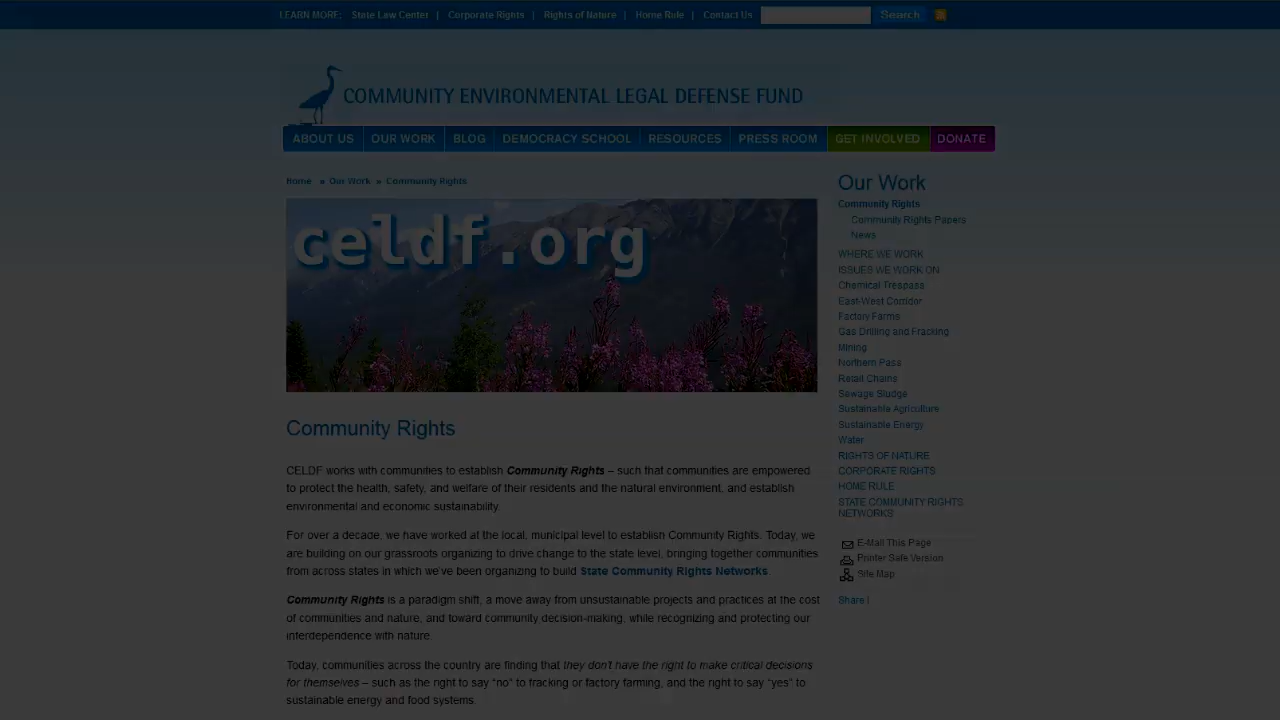 LEARN MORE: State Law Center | Corporate Rights | Rights of Nature | Home Rule | Contact Us Search
COMMUNITY ENVIRONMENTAL LEGAL DEFENSE FUND
ABOUT US OUR WORK BLOG DEMOCRACY SCHOOL RESOURCES PRESS ROOM GET INVOLVED DONATE
Home » Our Work » Community Rights
celdf.org
Community Rights
CELDF works with communities to establish Community Rights – such that communities are empowered
to protect the health, safety, and welfare of their residents and the natural environment, and establish
environmental and economic sustainability.
For over a decade, we have worked at the local, municipal level to establish Community Rights. Today, we
are building on our grassroots organizing to drive change to the state level, bringing together communities
from across states in which we've been organizing to build State Community Rights Networks
Community Rights is a paradigm shift, a move away from unsustainable projects and practices at the cost
of communities and nature, and toward community decision-making, while recognizing and protecting our
interdependence with nature.
Today, communities across the country are finding that they don't have the right to make critical decisions
for themselves – such as the right to say "no" to fracking or factory farming, and the right to say "yes" to
sustainable energy and food systems.
Our Work
Community Rights
Community Rights Papers
News
WHERE WE WORK
ISSUES WE WORK ON
Chemical Trespass
East-West Corridor
Factory Farms
Gas Drilling and Fracking
Mining
Northern Pass
Retail Chains
Sewage Sludge
Sustainable Agriculture
Sustainable Energy
Water
RIGHTS OF NATURE
CORPORATE RIGHTS
HOME RULE
STATE COMMUNITY RIGHTS
NETWORKS
E-Mail This Page
Printer Safe Version
Site Map
Share |